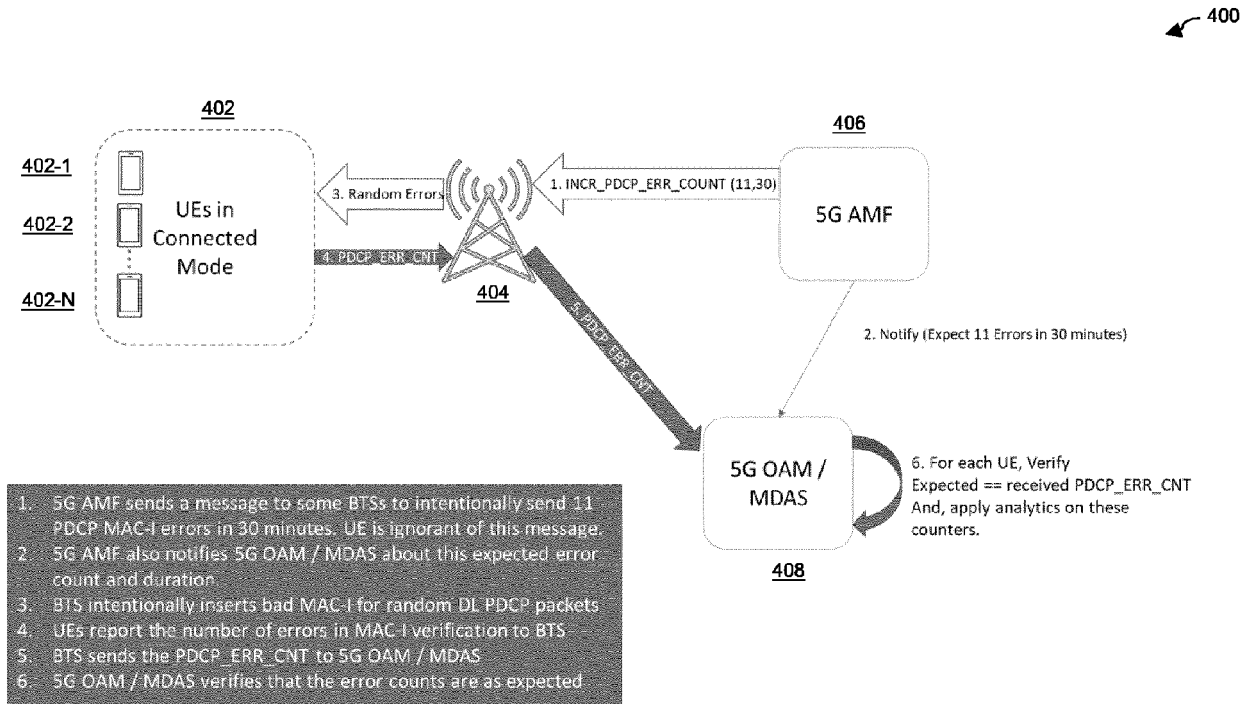 400
402
402-1
402-2
402-N
UEs in
Connected
Mode
3. Random Errors
4. PDCP_ERR_CNT
404
1. INCR_PDCP_ERR_COUNT (11,30)
406
5G AMF
2. Notify (Expect 11 Errors in 30 minutes)
5. PDCP_ERR_CNT
5G OAM /
MDAS
408
6. For each UE, Verify
Expected == received PDCP_ERR_CNT
And, apply analytics on these
counters.
1. 5G AMF sends a message to some BTSs to intentionally send 11
PDCP MAC-I errors in 30 minutes. UE is ignorant of this message.
2. 5G AMF also notifies 5G OAM / MDAS about this expected error
count and duration
3. BTS intentionally inserts bad MAC-I for random DL PDCP packets
4. UEs report the number of errors in MAC-I verification to BTS
5. BTS sends the PDCP_ERR_CNT to 5G OAM / MDAS
6. 5G OAM / MDAS verifies that the error counts are as expected